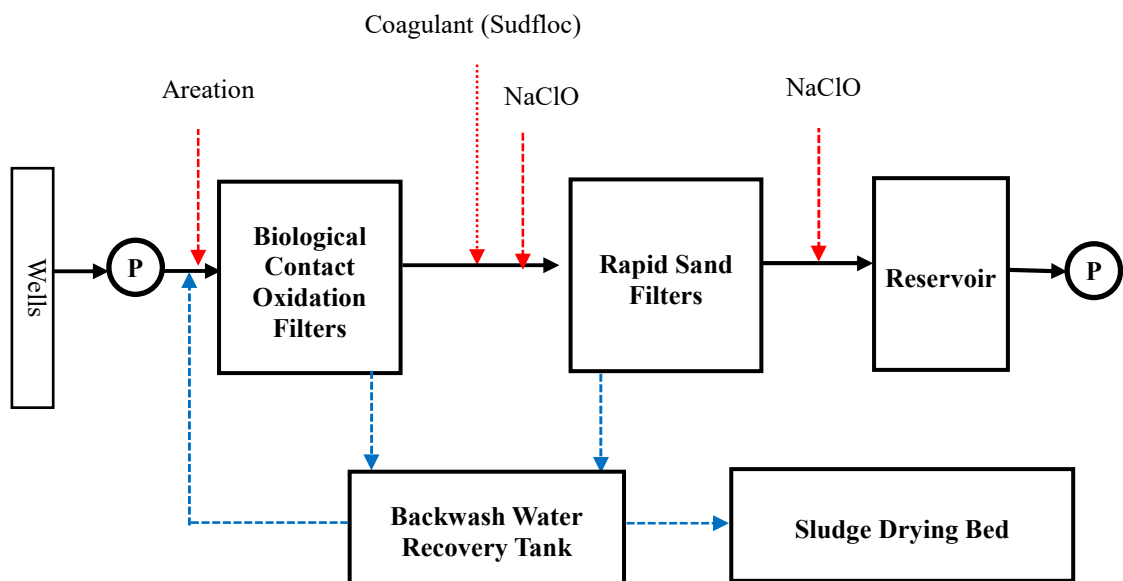 Coagulant (Sudfloc)
Areation
NaClO
NaClO
Wells
P
Biological
Contact
Oxidation
Filters
Rapid Sand
Filters
Reservoir
P
Backwash Water
Recovery Tank
Sludge Drying Bed